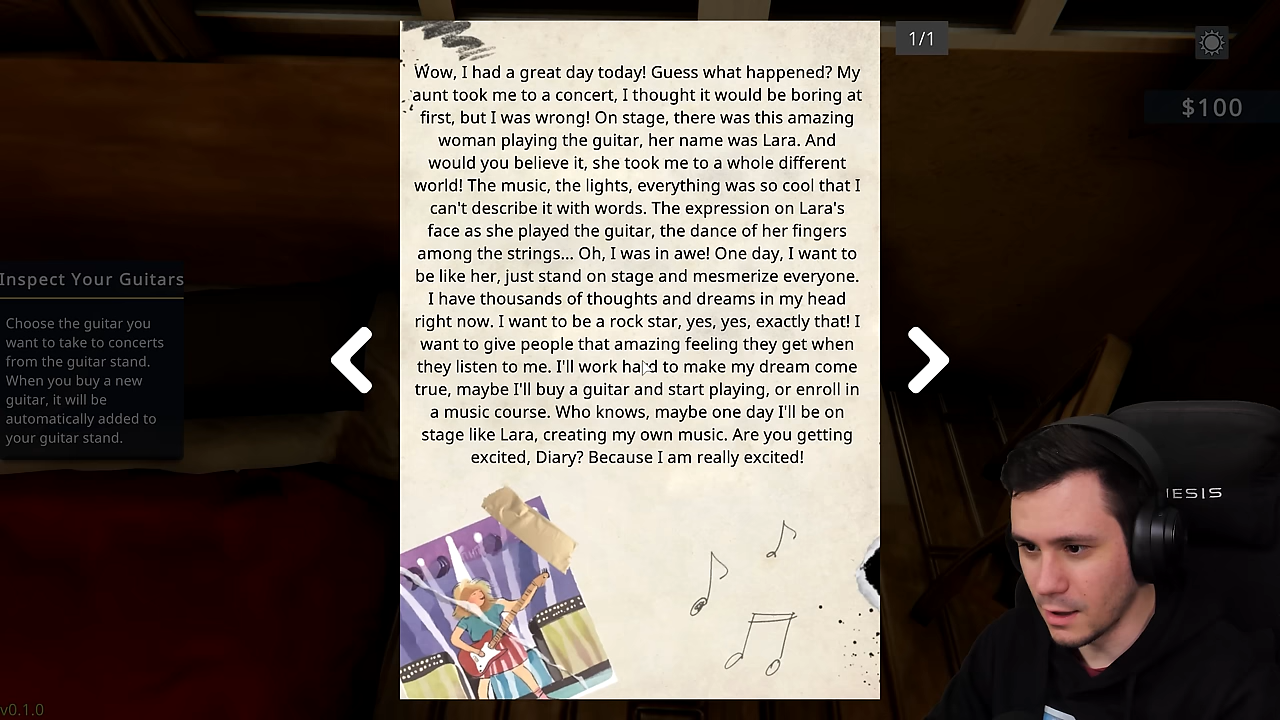 1/1
$100
Wow, I had a great day today! Guess what happened? My
aunt took me to a concert, I thought it would be boring at
first, but I was wrong! On stage, there was this amazing
woman playing the guitar, her name was Lara. And
would you believe it, she took me to a whole different
world! The music, the lights, everything was so cool that I
can't describe it with words. The expression on Lara's
face as she played the guitar, the dance of her fingers
among the strings... Oh, I was in awe! One day, I want to
be like her, just stand on stage and mesmerize everyone.
I have thousands of thoughts and dreams in my head
right now. I want to be a rock star, yes, yes, exactly that! I
want to give people that amazing feeling they get when
they listen to me. I'll work hard to make my dream come
true, maybe I'll buy a guitar and start playing, or enroll in
a music course. Who knows, maybe one day I'll be on
stage like Lara, creating my own music. Are you getting
excited, Diary? Because I am really excited!
Inspect Your Guitars
Choose the guitar you
want to take to concerts
from the guitar stand.
When you buy a new
guitar, it will be
automatically added to
your guitar stand.
v0.1.0